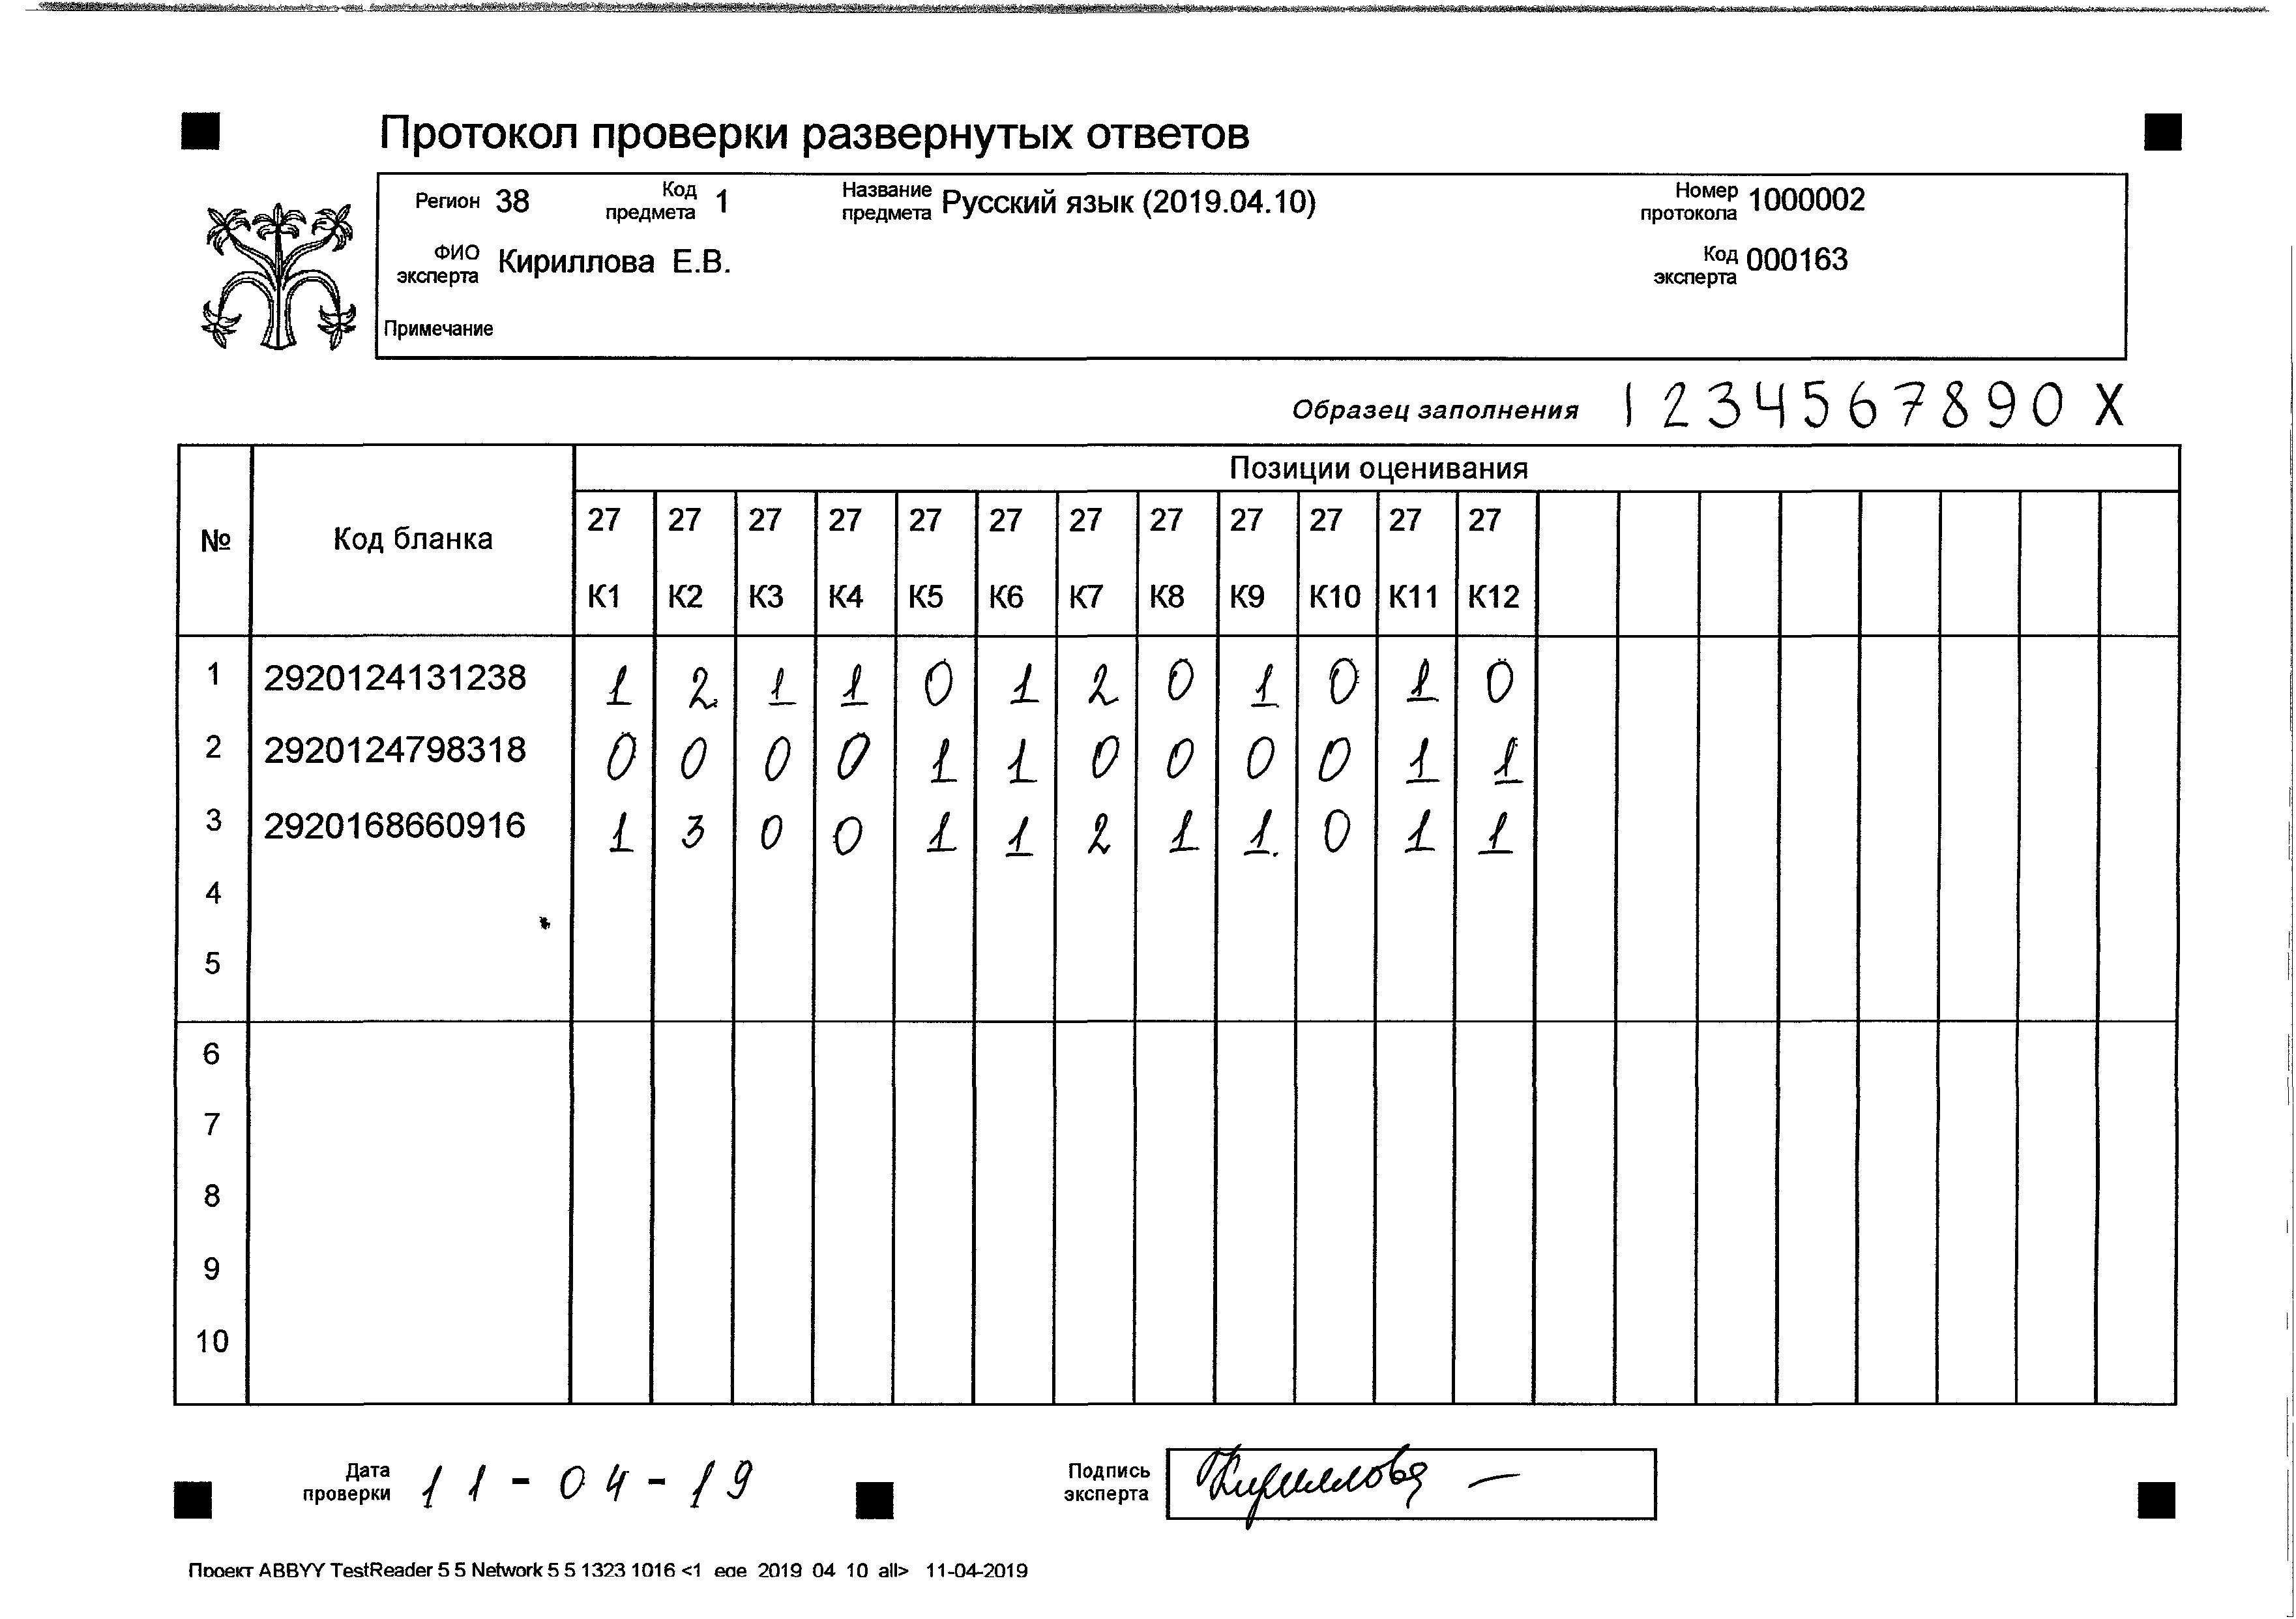 Протокол проверки развернутых ответов
Регион 38 Код предмета 1 Название предмета Русский язык (2019.04.10) Номер протокола 1000002
ФИО эксперта Кириллова Е.В. Код эксперта 000163
Примечание
Образец заполнения 1 2 3 4 5 6 7 8 9 0 X
Позиции оценивания
№ Код бланка 27 27 27 27 27 27 27 27 27 27 27 27
К1 К2 К3 К4 К5 К6 К7 К8 К9 К10 К11 К12
1 2920124131238 1 2 1 1 0 1 2 0 1 0 1 0
2 2920124798318 0 0 0 0 1 1 0 0 0 0 1 1
3 2920168660916 1 3 0 0 1 1 2 1 1 0 1 1
4
5
6
7
8
9
10
Дата проверки 11-04-19 Подпись эксперта Кириллова
Проект ABBYY TestReader 5 5 Network 5 5 1323 1016 <1 ege 2019 04 10 all> 11-04-2019